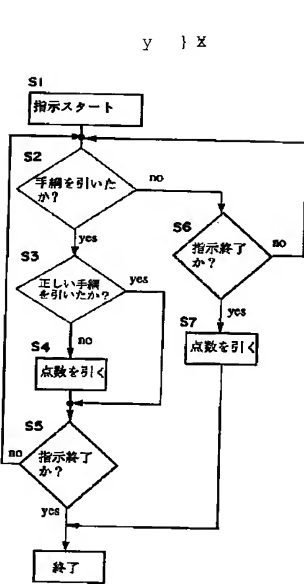 S1
指示スタート
S2
手綱を引いた
か?
no
yes
S6
指示終了
か?
no
yes
S3
正しい手綱
を引いたか?
yes
no
S7
点数を引く
S4
点数を引く
S5
指示終了
か?
no
yes
終了